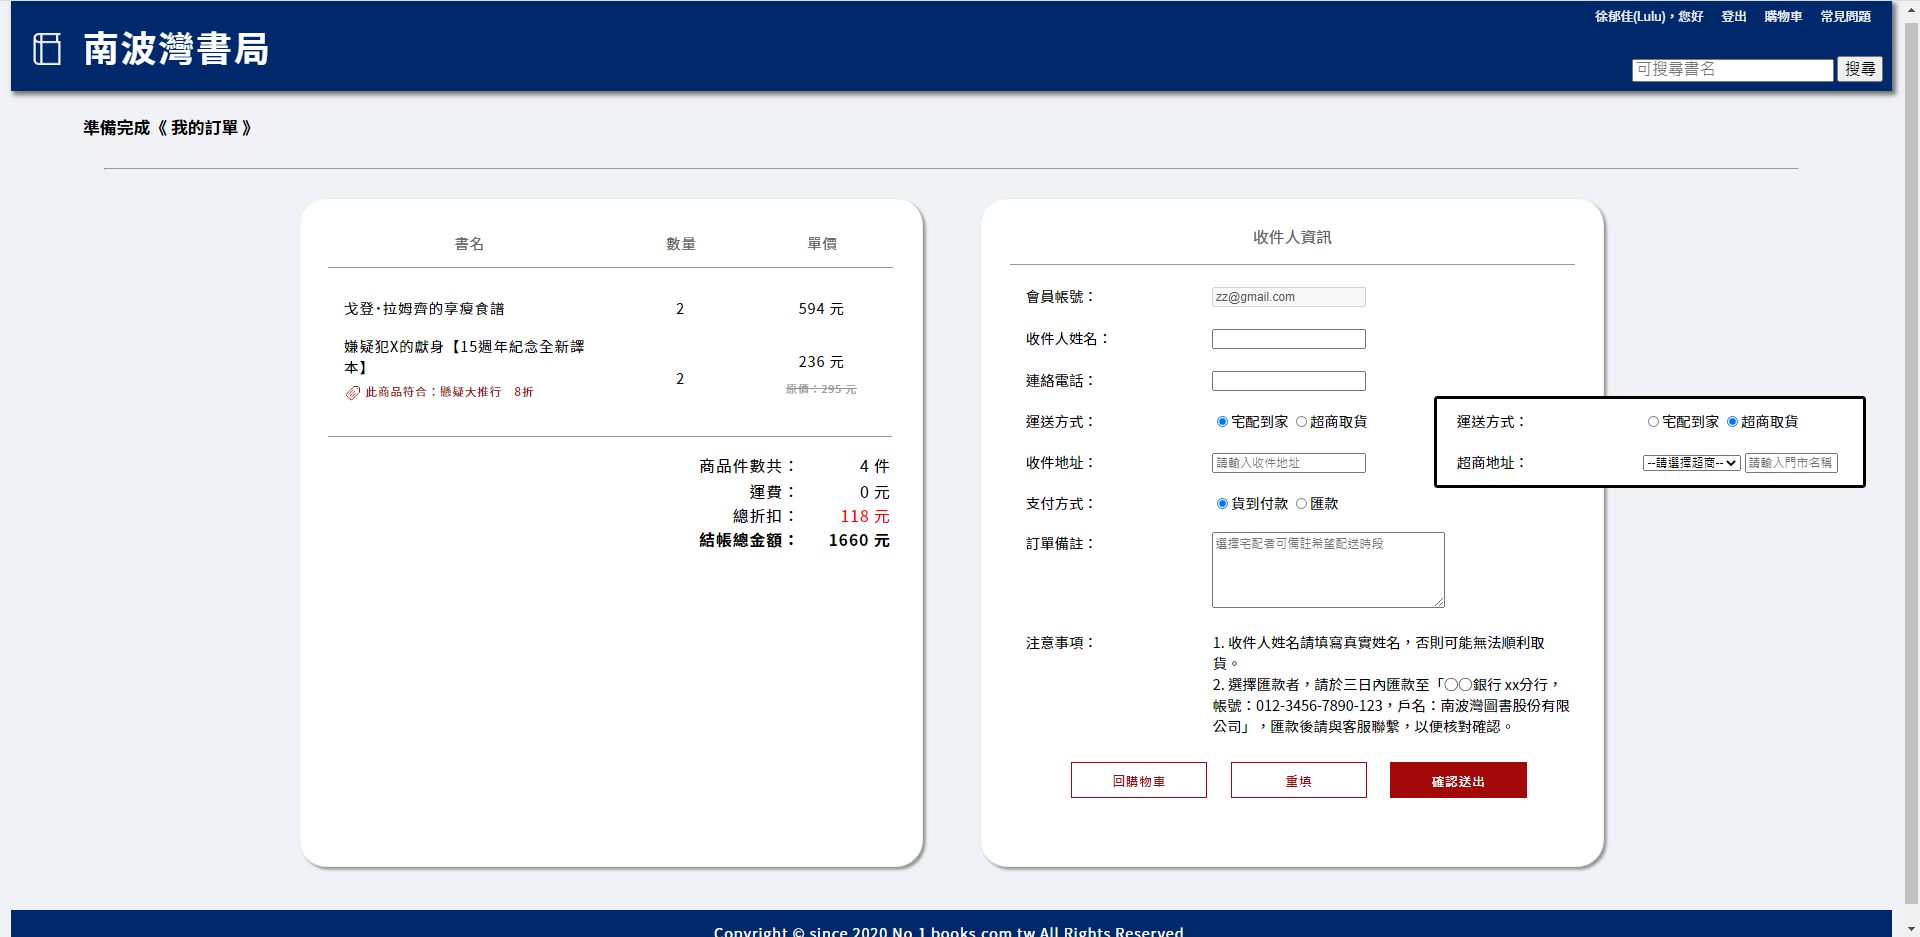 徐郁佳(Lulu)，您好 登出 購物車 常見問題
南波灣書局
可搜尋書名 搜尋
準備完成《 我的訂單 》
書名 數量 單價
戈登･拉姆齊的享瘦食譜 2 594 元
嫌疑犯X的獻身【15週年紀念全新譯
本】 2 236 元
此商品符合：懸疑大推行 8折 原價：295 元
商品件數共： 4 件
運費： 0 元
總折扣： 118 元
結帳總金額： 1660 元
收件人資訊
會員帳號： zz@gmail.com
收件人姓名：
連絡電話：
運送方式： 宅配到家 超商取貨
收件地址： 請輸入收件地址
支付方式： 貨到付款 匯款
訂單備註： 選擇宅配者可備註希望配送時段
注意事項： 1. 收件人姓名請填寫真實姓名，否則可能無法順利取
貨。
2. 選擇匯款者，請於三日內匯款至「〇〇銀行 xx分行，
帳號：012-3456-7890-123，戶名：南波灣圖書股份有限
公司」，匯款後請與客服聯繫，以便核對確認。
回購物車 重填 確認送出
運送方式： 宅配到家 超商取貨
超商地址： --請選擇超商-- 請輸入門市名稱
Copyright © since 2020 No.1 books.com.tw All Rights Reserved.